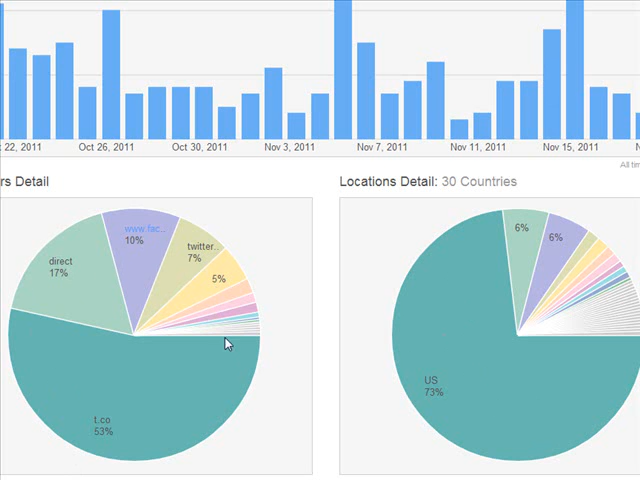 22, 2011 Oct 26, 2011 Oct 30, 2011 Nov 3, 2011 Nov 7, 2011 Nov 11, 2011 Nov 15, 2011 N
All tim
rs Detail
Locations Detail: 30 Countries
www.fac...
10%
twitter...
7%
direct
17%
5%
t.co
53%
6%
6%
US
73%